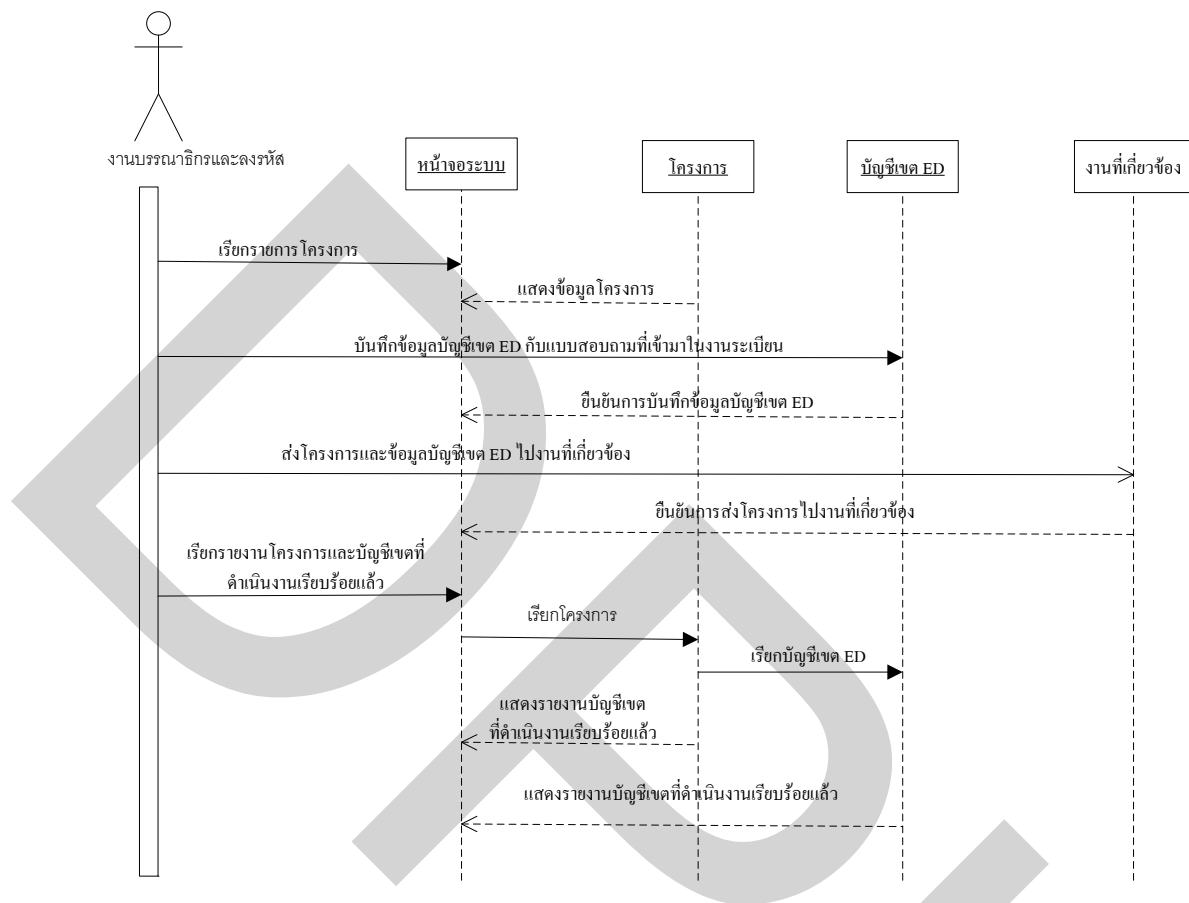 งานบรรณาธิกรและลงรหัส
หน้าจอระบบ
โครงการ
บัญชีเขต ED
งานที่เกี่ยวข้อง
เรียกรายการโครงการ
แสดงข้อมูลโครงการ
บันทึกข้อมูลบัญชีเขต ED กับแบบสอบถามที่เข้ามาในงานระเบียน
ยืนยันการบันทึกข้อมูลบัญชีเขต ED
ส่งโครงการและข้อมูลบัญชีเขต ED ไปงานที่เกี่ยวข้อง
ยืนยันการส่งโครงการไปงานที่เกี่ยวข้อง
เรียกรายงานโครงการและบัญชีเขตที่
ดำเนินงานเรียบร้อยแล้ว
เรียกโครงการ
เรียกบัญชีเขต ED
แสดงรายงานบัญชีเขต
ที่ดำเนินงานเรียบร้อยแล้ว
แสดงรายงานบัญชีเขตที่ดำเนินงานเรียบร้อยแล้ว